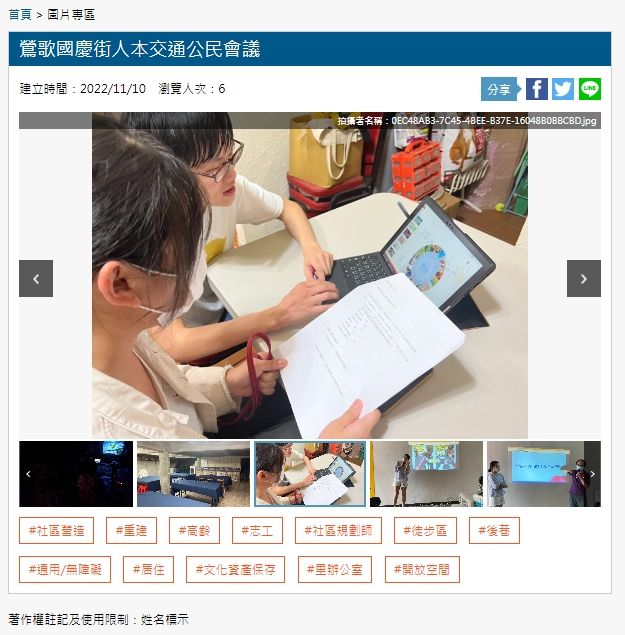 首頁 > 圖片專區
鶯歌國慶街人本交通公民會議
建立時間：2022/11/10 瀏覽人次：6
分享
LINE
拍攝者名稱：0EC48AB3-7C45-4BEE-B37E-16048B0BBCBD.jpg
#社區營造 #重建 #高齡 #志工 #社區規劃師 #徒步區 #後巷
#通用/無障礙 #居住 #文化資產保存 #里辦公室 #開放空間
著作權註記及使用限制：姓名標示